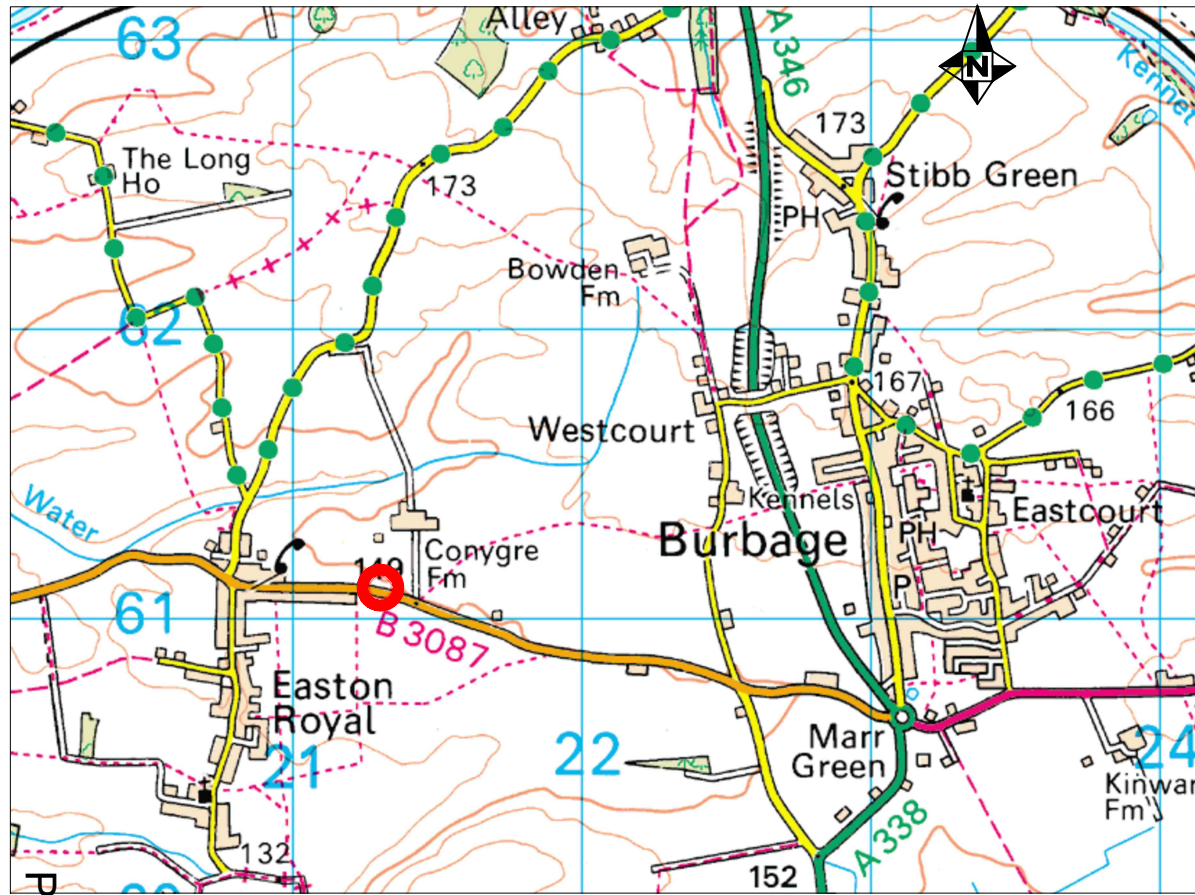 63
Alley
A 346
N
Kennet
173
The Long
Ho
173
Stibb Green
PH
Bowden
Fm
62
167
166
Westcourt
Kennels
Eastcourt
Water
Burbage
PH
Conygre
Fm
149
P
61
B 3087
Easton
Royal
21
22
Marr
Green
24
Kinwar
Fm
A 338
132
152
P